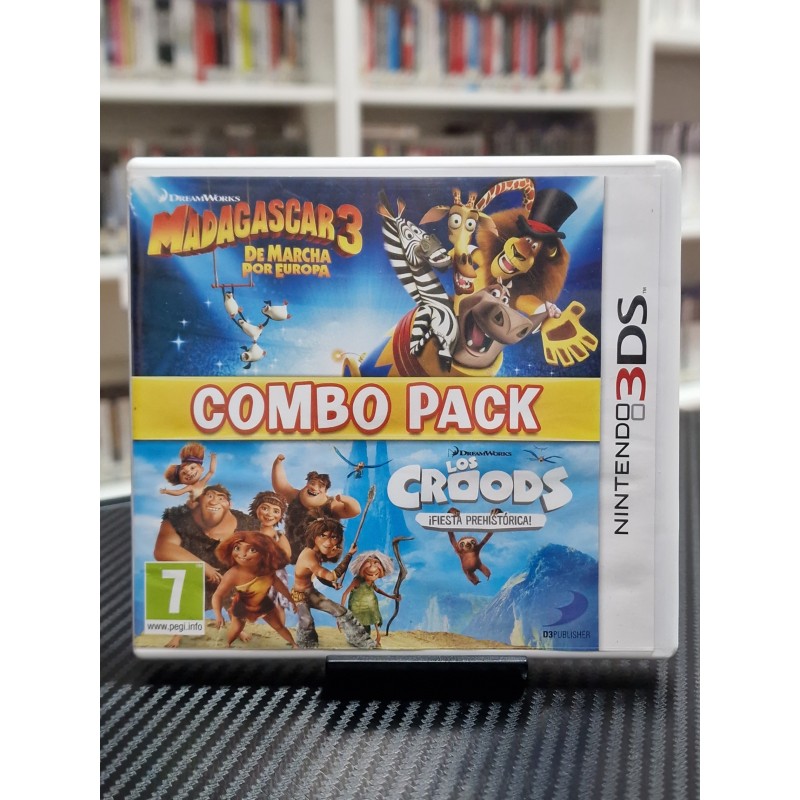 DREAMWORKS
MADAGASCAR 3
DE MARCHA
POR EUROPA
COMBO PACK
DREAMWORKS
LOS
CROODS
¡FIESTA PREHISTÓRICA!
7
www.pegi.info
D3PUBLISHER
NINTENDO 3DS™